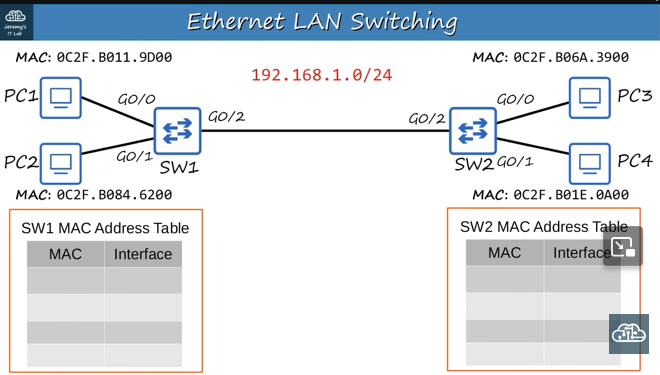 Jeremy's
IT Lab
Ethernet LAN Switching
MAC: 0C2F.B011.9D00
MAC: 0C2F.B06A.3900
192.168.1.0/24
PC1
G0/0
G0/2
G0/2
G0/0
PC3
PC2
G0/1
SW1
SW2
G0/1
PC4
MAC: 0C2F.B084.6200
MAC: 0C2F.B01E.0A00
SW1 MAC Address Table
MAC Interface
SW2 MAC Address Table
MAC Interface